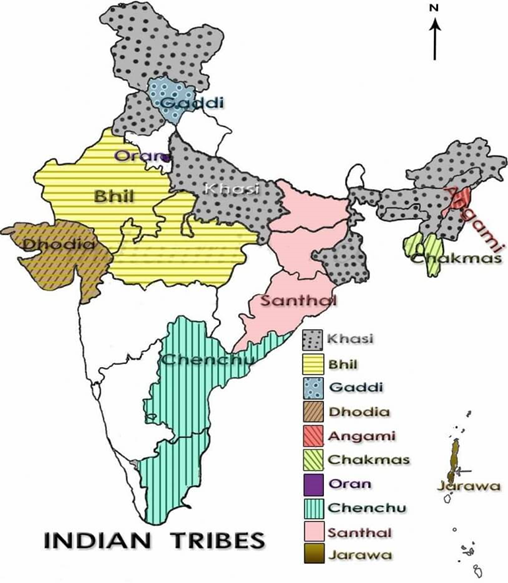 N
Gaddi
Oran
Khasi
Bhil
Angami
Dhodia
Chakmas
Santhal
Chenchu
Khasi
Bhil
Gaddi
Dhodia
Angami
Chakmas
Oran
Chenchu
Santhal
Jarawa
Jarawa
INDIAN TRIBES